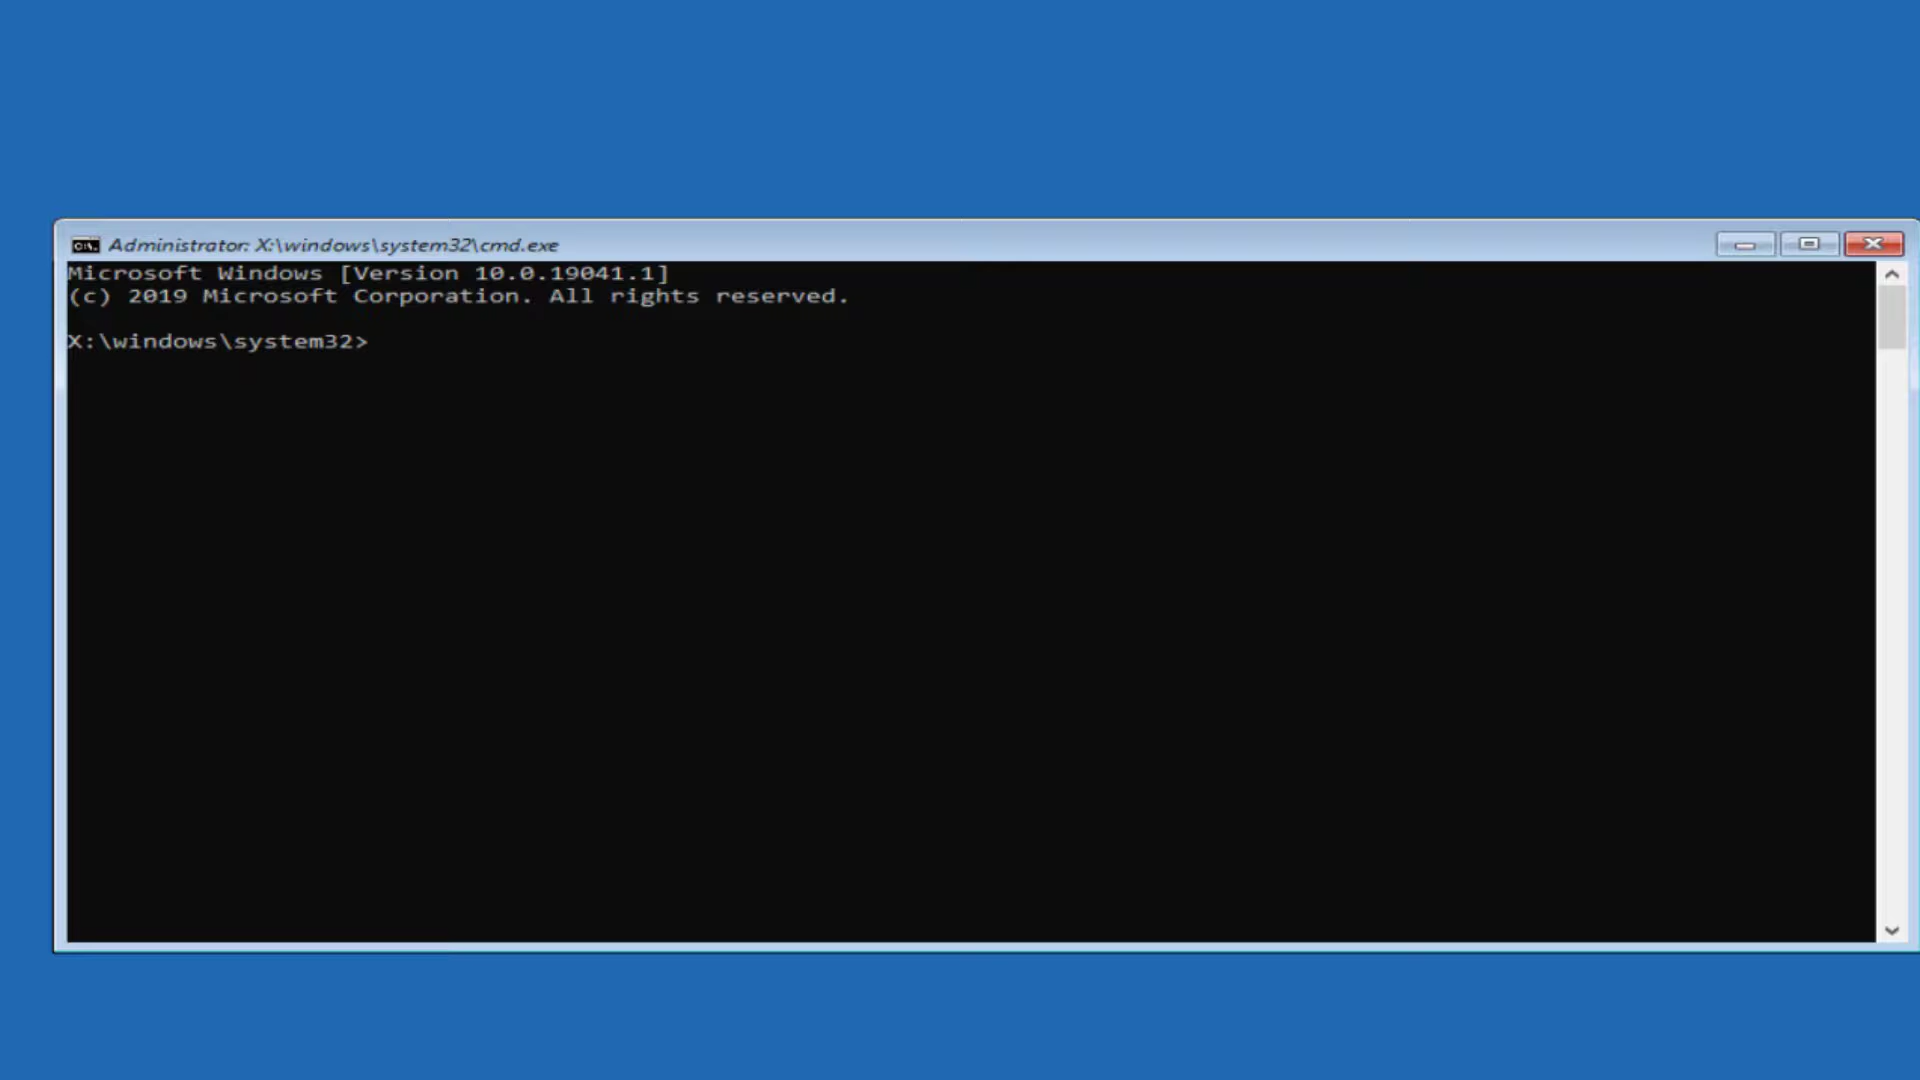 Administrator: X:\windows\system32\cmd.exe
Microsoft Windows [Version 10.0.19041.1]
(c) 2019 Microsoft Corporation. All rights reserved.
X:\windows\system32>